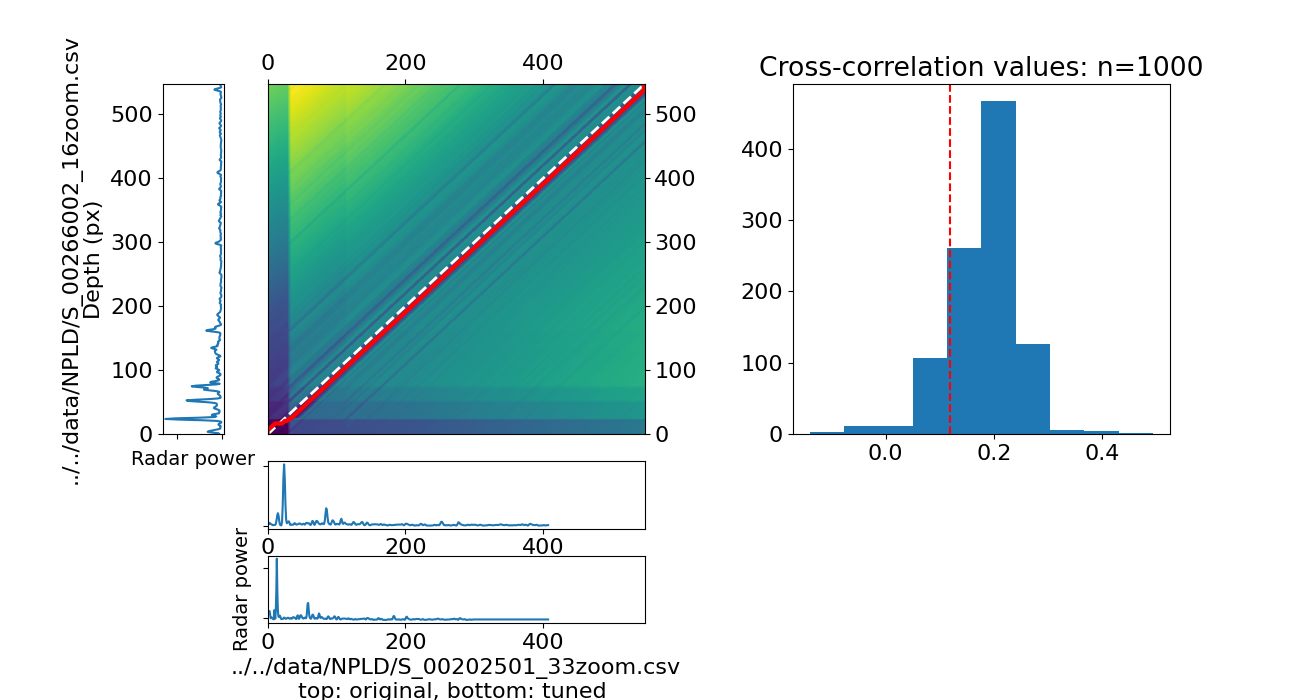 0 200 400
../../data/NPLD/S_00266002_16zoom.csv
Depth (px)
500
400
300
200
100
0
Radar power
500
400
300
200
100
0
0 200 400
Radar power
0 200 400
../../data/NPLD/S_00202501_33zoom.csv
top: original, bottom: tuned
Cross-correlation values: n=1000
400
300
200
100
0
0.0 0.2 0.4